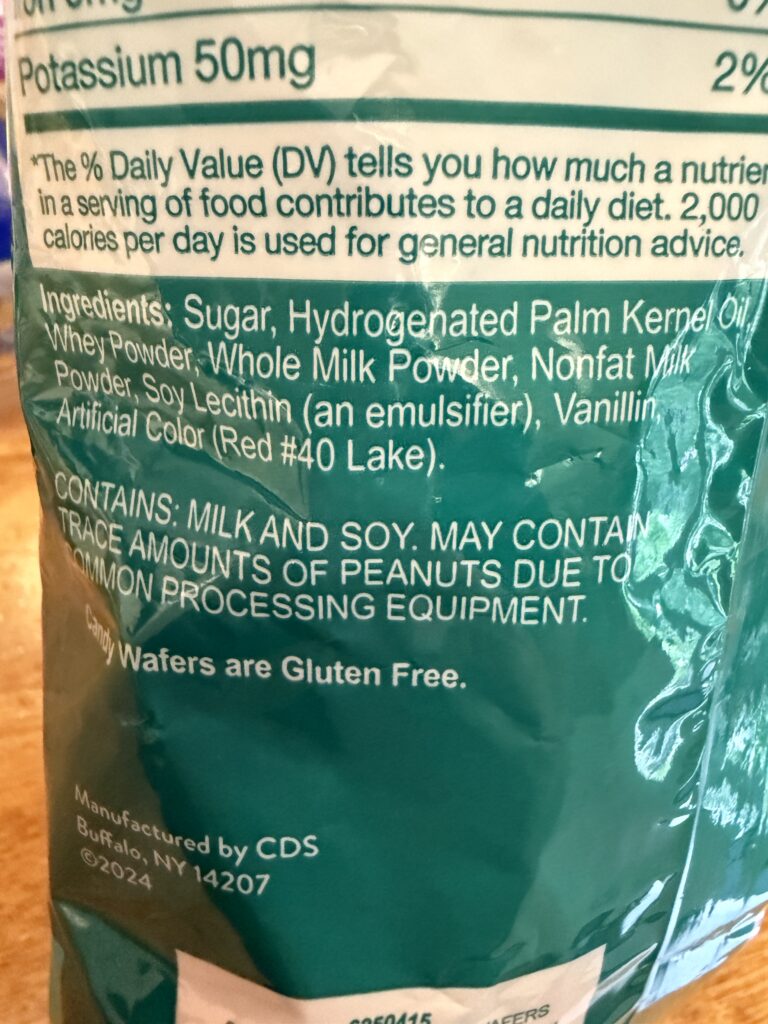 Potassium 50mg 2%
*The % Daily Value (DV) tells you how much a
in a serving of food contributes to a daily diet. 2,000
calories per day is used for general nutrition advice.
Ingredients: Sugar, Hydrogenated Palm Kernel Oil,
Whey Powder, Whole Milk Powder, Nonfat Milk
Powder, Soy Lecithin (an emulsifier), Vanillin,
Artificial Color (Red #40 Lake).
CONTAINS: MILK AND SOY. MAY CONTAIN
TRACE AMOUNTS OF PEANUTS DUE TO
COMMON PROCESSING EQUIPMENT.
Candy Wafers are Gluten Free.
Manufactured by CDS
Buffalo, NY 14207
©2024